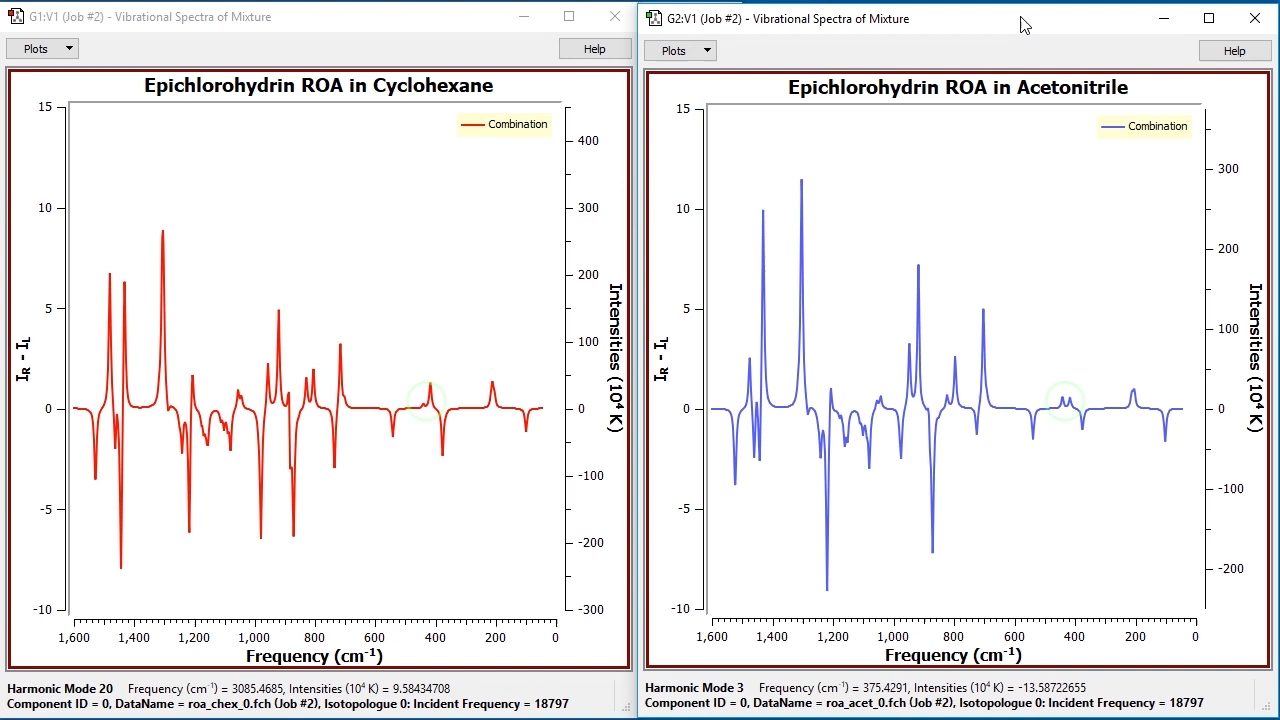 G1:V1 (Job #2) - Vibrational Spectra of Mixture
Plots
Help
Epichlorohydrin ROA in Cyclohexane
Combination
15
10
5
0
-5
-10
I_R - I_L
400
300
200
100
0
-100
-200
-300
Intensities (10⁴ K)
1,600 1,400 1,200 1,000 800 600 400 200 0
Frequency (cm⁻¹)
Harmonic Mode 20 Frequency (cm⁻¹) = 3085.4685, Intensities (10⁴ K) = 9.58434708
Component ID = 0, DataName = roa_chex_0.fch (Job #2), Isotopologue 0: Incident Frequency = 18797
G2:V1 (Job #2) - Vibrational Spectra of Mixture
Plots
Help
Epichlorohydrin ROA in Acetonitrile
Combination
15
10
5
0
-5
-10
I_R - I_L
300
200
100
0
-100
-200
Intensities (10⁴ K)
1,600 1,400 1,200 1,000 800 600 400 200 0
Frequency (cm⁻¹)
Harmonic Mode 3 Frequency (cm⁻¹) = 375.4291, Intensities (10⁴ K) = -13.58722655
Component ID = 0, DataName = roa_acet_0.fch (Job #2), Isotopologue 0: Incident Frequency = 18797